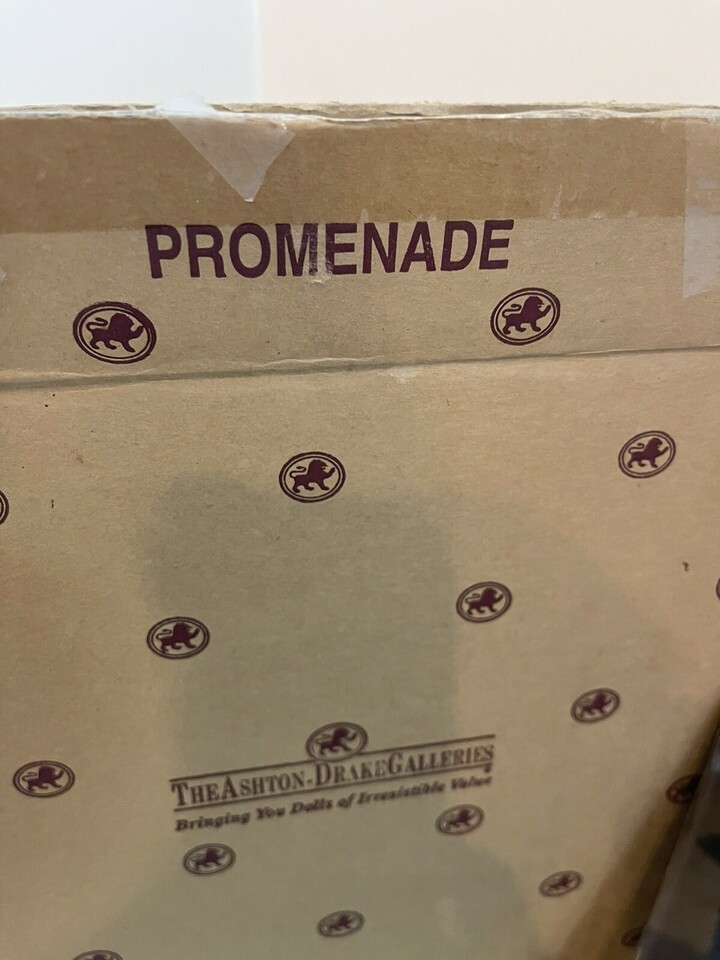 PROMENADE
THE ASHTON-DRAKE GALLERIES
Bringing You Dolls of Irresistible Value